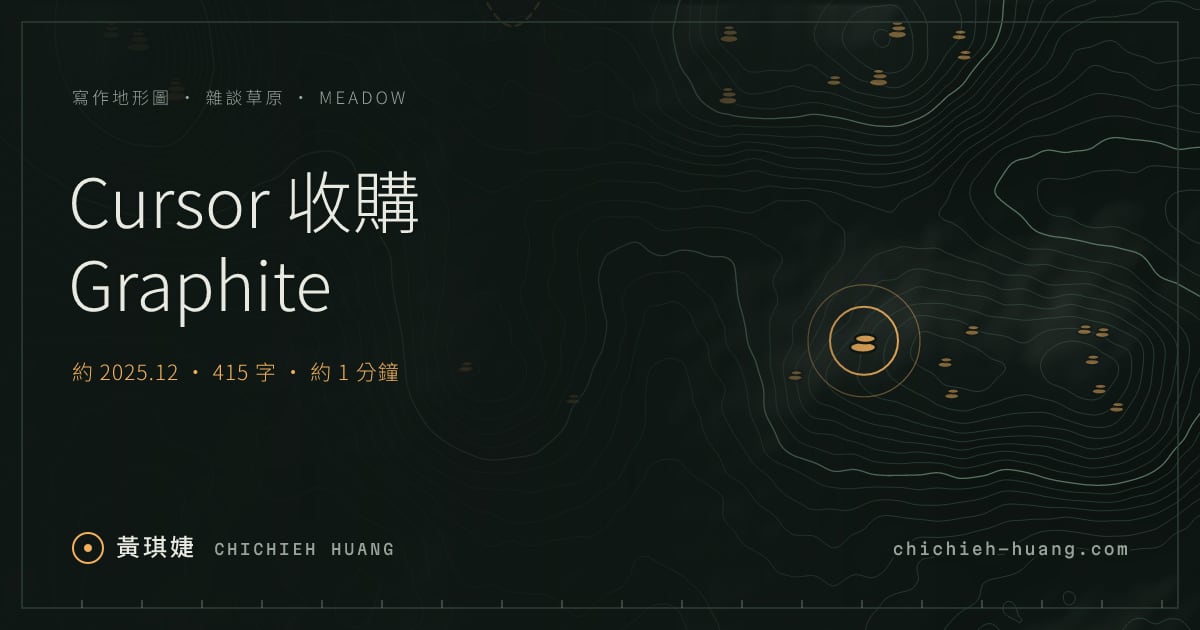 寫作地形圖 · 雜談草原 · MEADOW
Cursor 收購
Graphite
約 2025.12 · 415 字 · 約 1 分鐘
黃琪婕 CHICHIEH HUANG
chichieh-huang.com